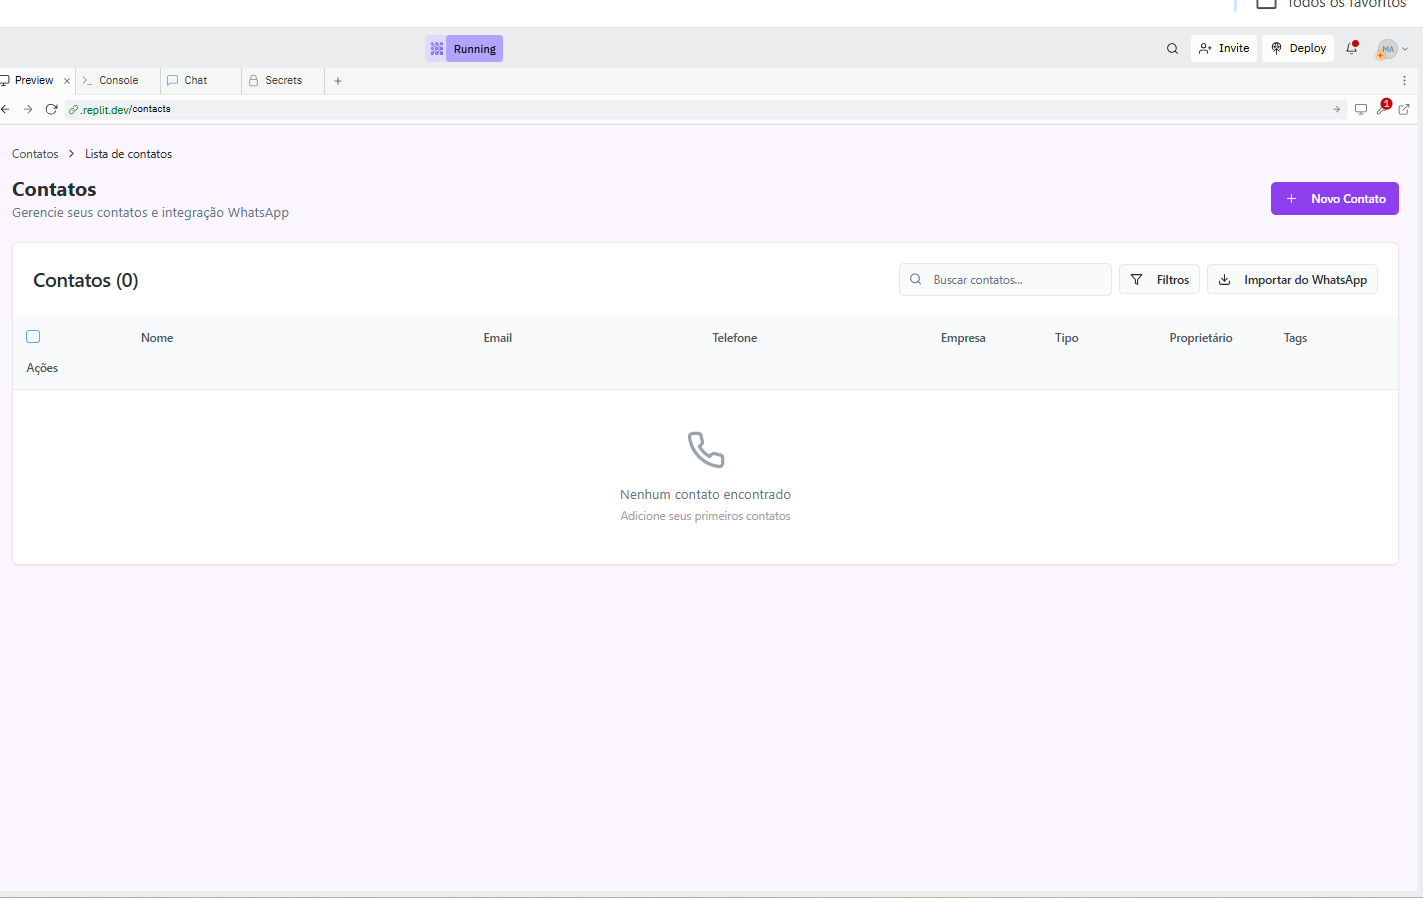 Todos os favoritos
Running
Invite
Deploy
MA
Preview
Console
Chat
Secrets
.replit.dev/contacts
1
Contatos > Lista de contatos
Contatos
Gerencie seus contatos e integração WhatsApp
Novo Contato
Contatos (0)
Buscar contatos...
Filtros
Importar do WhatsApp
Nome Email Telefone Empresa Tipo Proprietário Tags
Ações
Nenhum contato encontrado
Adicione seus primeiros contatos